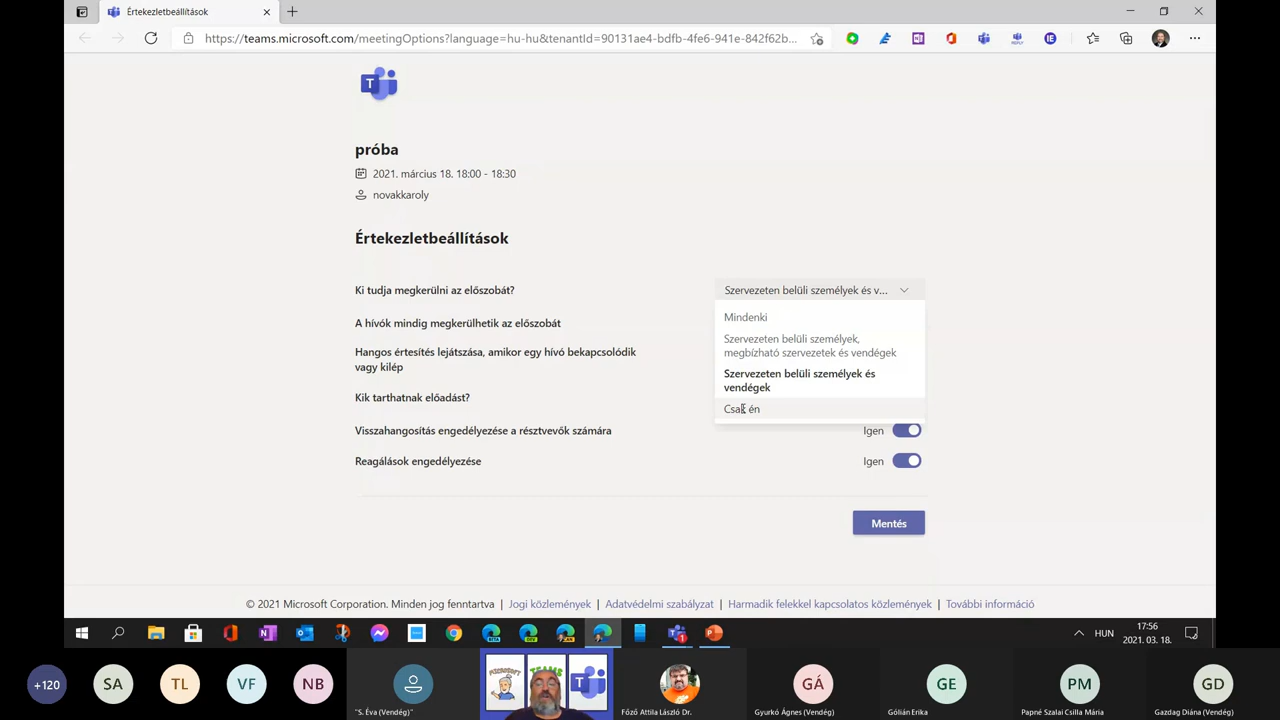 Értekezletbeállítások
https://teams.microsoft.com/meetingOptions?language=hu-hu&tenantId=90131ae4-bdfb-4fe6-941e-842f62b...
T
próba
2021. március 18. 18:00 - 18:30
novakkaroly
Értekezletbeállítások
Ki tudja megkerülni az előszobát?
Szervezeten belüli személyek és v...
Mindenki
A hívók mindig megkerülhetik az előszobát
Szervezeten belüli személyek,
megbízható szervezetek és vendégek
Hangos értesítés lejátszása, amikor egy hívó bekapcsolódik
vagy kilép
Szervezeten belüli személyek és
vendégek
Kik tarthatnak előadást?
Csak én
Visszahangosítás engedélyezése a résztvevők számára
Igen
Reagálások engedélyezése
Igen
Mentés
© 2021 Microsoft Corporation. Minden jog fenntartva | Jogi közlemények | Adatvédelmi szabályzat | Harmadik felekkel kapcsolatos közlemények | További információ
HUN
17:56
2021. 03. 18.
+120
SA
TL
VF
NB
MICROSOFT
TEAMS
GÁ
GE
PM
GD
"S. Éva (Vendég)"
Főző Attila László Dr.
Gyurkó Ágnes (Vendég)
Gólián Erika
Papné Szalai Csilla Mária
Gazdag Diána (Vendég)